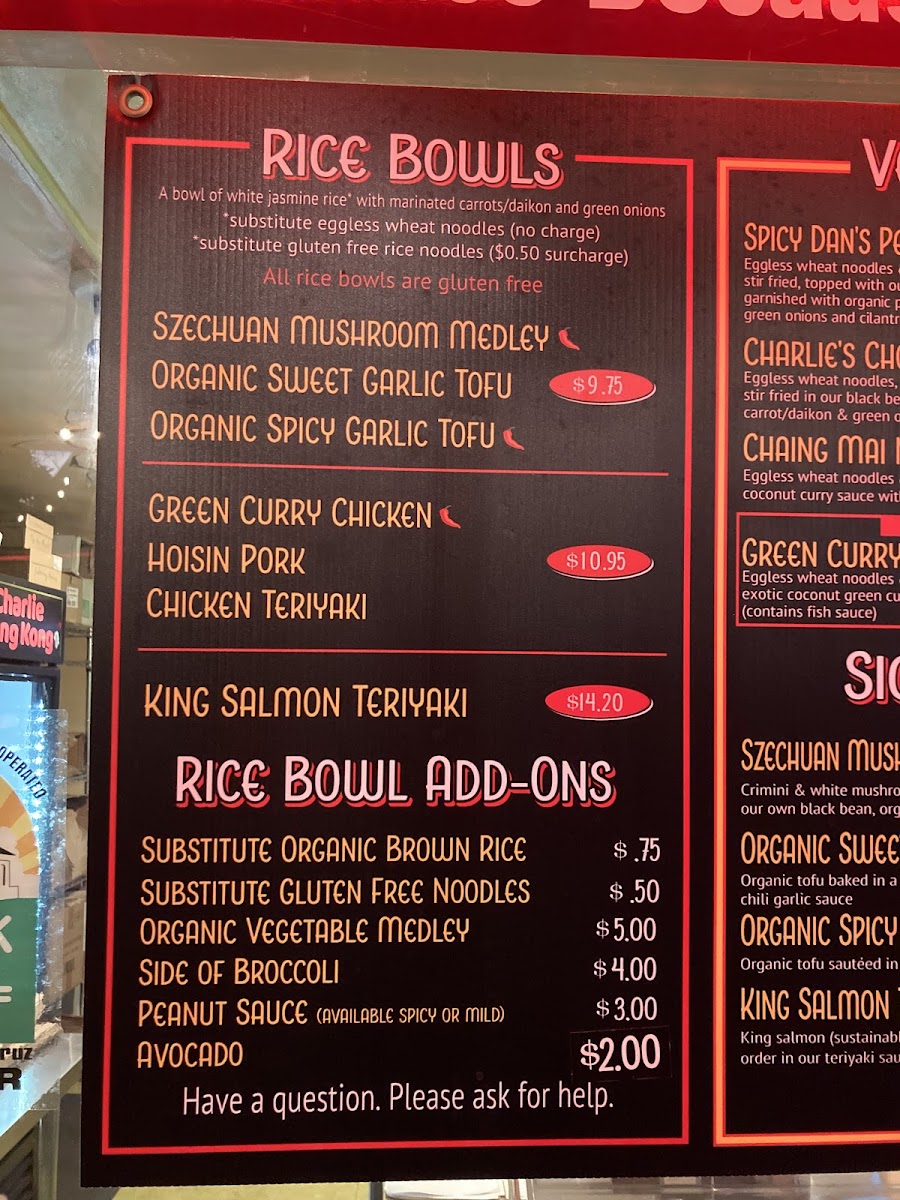 RICE BOWLS
A bowl of white jasmine rice* with marinated carrots/daikon and green onions
*substitute eggless wheat noodles (no charge)
*substitute gluten free rice noodles ($0.50 surcharge)
All rice bowls are gluten free
SZECHUAN MUSHROOM MEDLEY
ORGANIC SWEET GARLIC TOFU $9.75
ORGANIC SPICY GARLIC TOFU
GREEN CURRY CHICKEN
HOISIN PORK $10.95
CHICKEN TERIYAKI
KING SALMON TERIYAKI $14.20
RICE BOWL ADD-ONS
SUBSTITUTE ORGANIC BROWN RICE $.75
SUBSTITUTE GLUTEN FREE NOODLES $.50
ORGANIC VEGETABLE MEDLEY $5.00
SIDE OF BROCCOLI $4.00
PEANUT SAUCE (AVAILABLE SPICY OR MILD) $3.00
AVOCADO $2.00
Have a question. Please ask for help.
SPICY DAN'S
Eggless wheat noodles
stir fried, topped with
garnished with organic
green onions and
CHARLIE'S
Eggless wheat noodles,
stir fried in our black
carrot/daikon & green
CHAING MAI
Eggless wheat noodles
coconut curry sauce
GREEN CURRY
Eggless wheat noodles
exotic coconut green
(contains fish sauce)
SZECHUAN
Crimini & white
our own black bean,
ORGANIC
Organic tofu baked in a
chili garlic sauce
ORGANIC SPICY
Organic tofu sautéed in
KING SALMON
King salmon
order in our teriyaki
Charlie
OPERATED